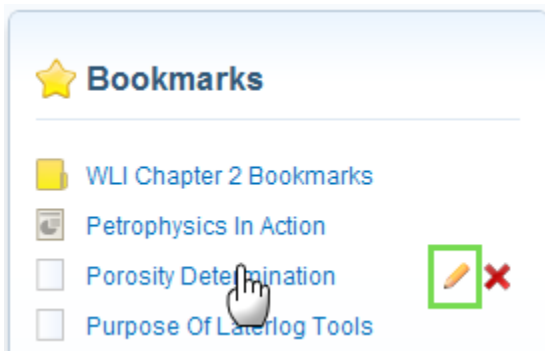 Bookmarks
WLI Chapter 2 Bookmarks
Petrophysics In Action
Porosity Determination
Purpose Of Laterlog Tools